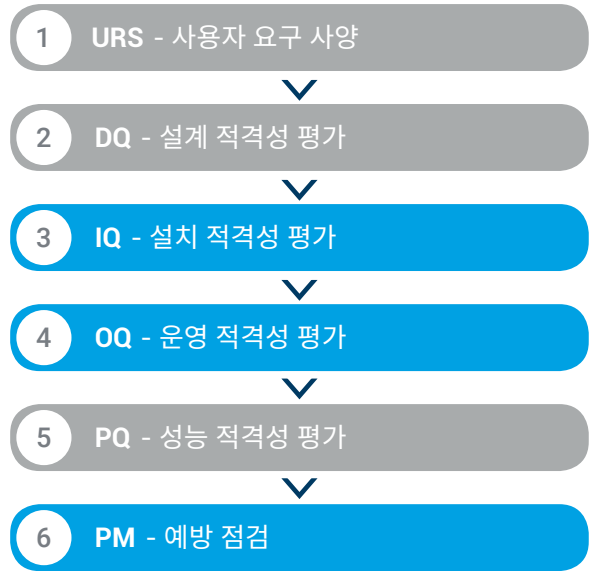 1 URS - 사용자 요구 사양
2 DQ - 설계 적격성 평가
3 IQ - 설치 적격성 평가
4 OQ - 운영 적격성 평가
5 PQ - 성능 적격성 평가
6 PM - 예방 점검